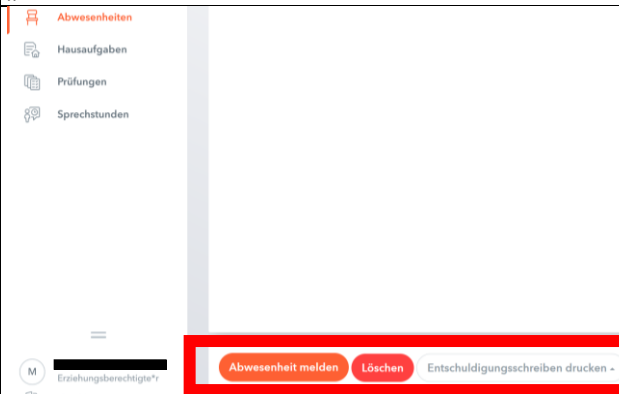 Abwesenheiten
Hausaufgaben
Prüfungen
Sprechstunden
M
Erziehungsberechtigte*r
Abwesenheit melden Löschen Entschuldigungsschreiben drucken